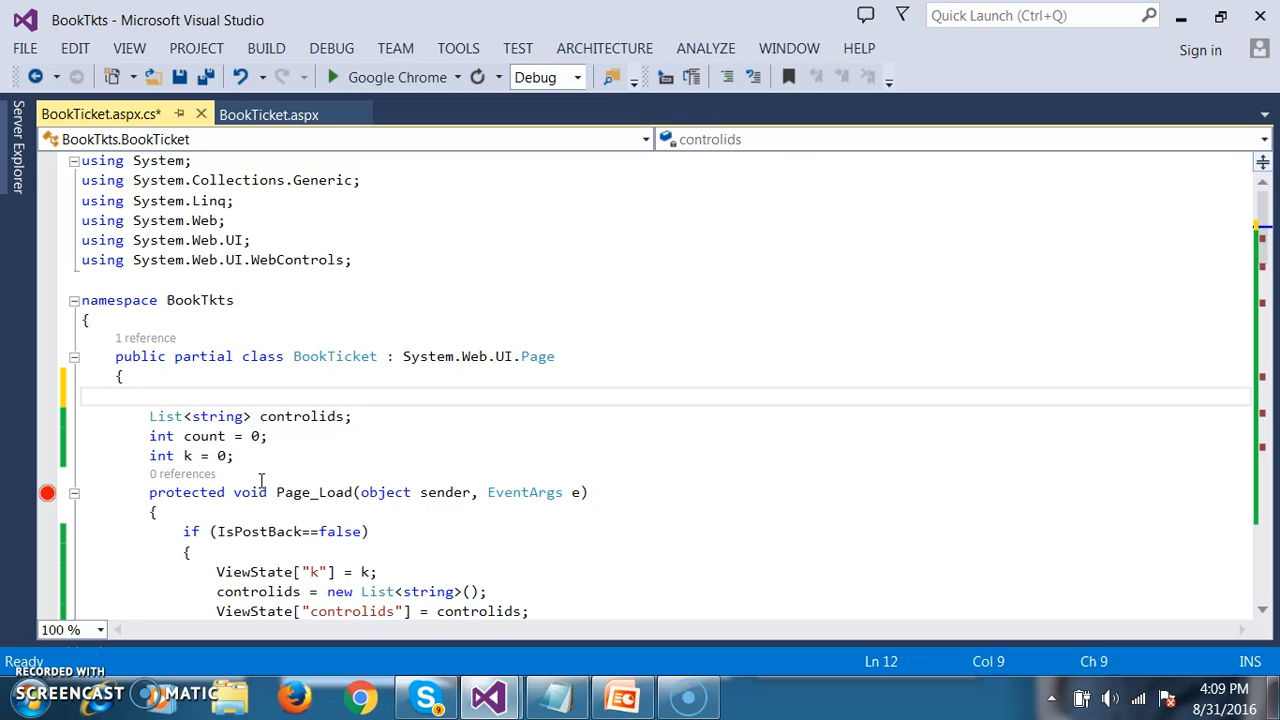 BookTkts - Microsoft Visual Studio
Quick Launch (Ctrl+Q)
FILE EDIT VIEW PROJECT BUILD DEBUG TEAM TOOLS TEST ARCHITECTURE ANALYZE WINDOW HELP
Sign in
Google Chrome Debug
Server Explorer
BookTicket.aspx.cs* BookTicket.aspx
BookTkts.BookTicket controlids
using System;
using System.Collections.Generic;
using System.Linq;
using System.Web;
using System.Web.UI;
using System.Web.UI.WebControls;
namespace BookTkts
{
1 reference
public partial class BookTicket : System.Web.UI.Page
{
List<string> controlids;
int count = 0;
int k = 0;
0 references
protected void Page_Load(object sender, EventArgs e)
{
if (IsPostBack==false)
{
ViewState["k"] = k;
controlids = new List<string>();
ViewState["controlids"] = controlids;
100 %
Ready Ln 12 Col 9 Ch 9 INS
RECORDED WITH
SCREENCAST MATIC
4:09 PM
8/31/2016